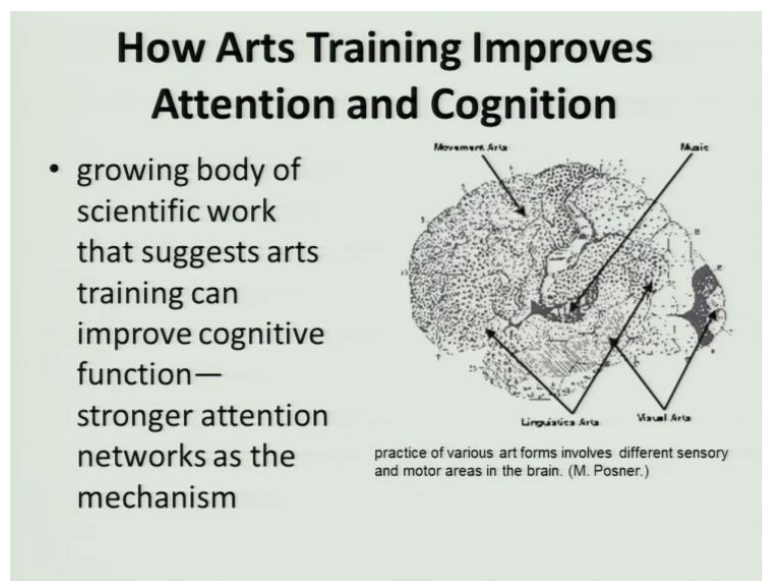 How Arts Training Improves
Attention and Cognition
• growing body of
scientific work
that suggests arts
training can
improve cognitive
function—
stronger attention
networks as the
mechanism
Movement Arts
Music
Linguistics Arts
Visual Arts
practice of various art forms involves different sensory
and motor areas in the brain. (M. Posner.)